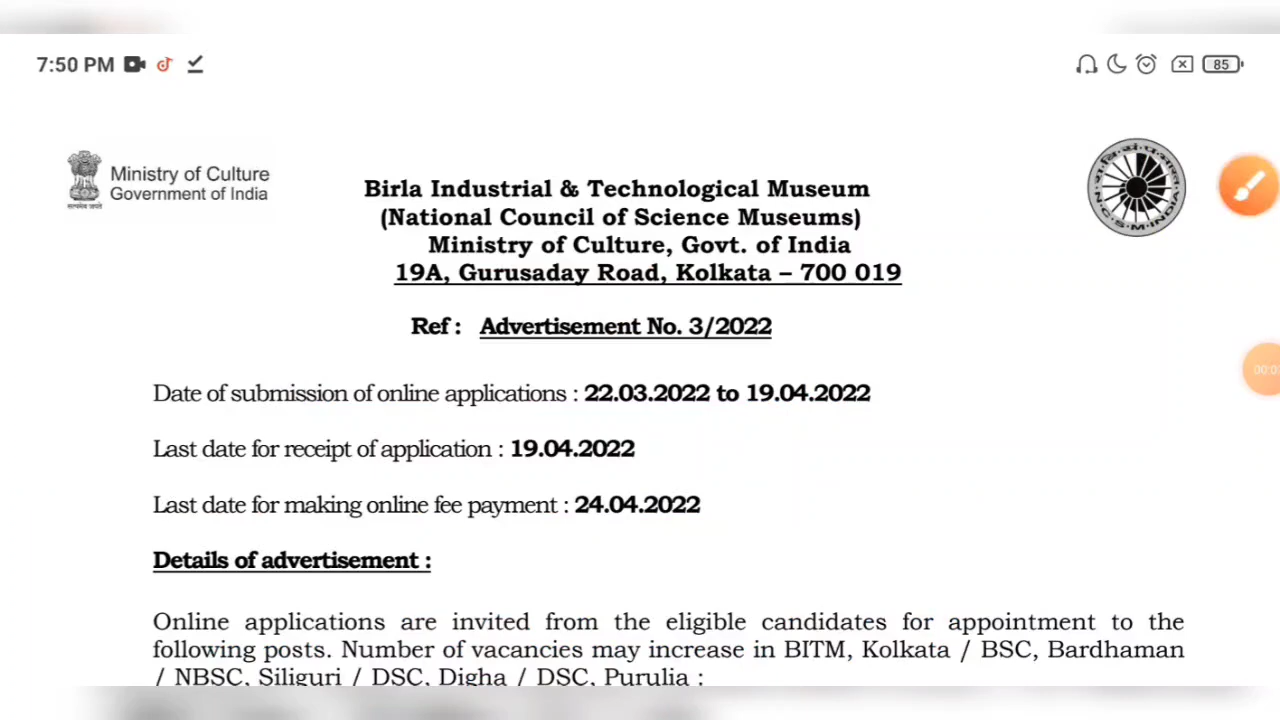 7:50 PM
85
Ministry of Culture
Government of India
सत्यमेव जयते
Birla Industrial & Technological Museum
(National Council of Science Museums)
Ministry of Culture, Govt. of India
19A, Gurusaday Road, Kolkata – 700 019
Ref : Advertisement No. 3/2022
Date of submission of online applications : 22.03.2022 to 19.04.2022
Last date for receipt of application : 19.04.2022
Last date for making online fee payment : 24.04.2022
Details of advertisement :
Online applications are invited from the eligible candidates for appointment to the
following posts. Number of vacancies may increase in BITM, Kolkata / BSC, Bardhaman
/ NBSC, Siliguri / DSC, Digha / DSC, Purulia :